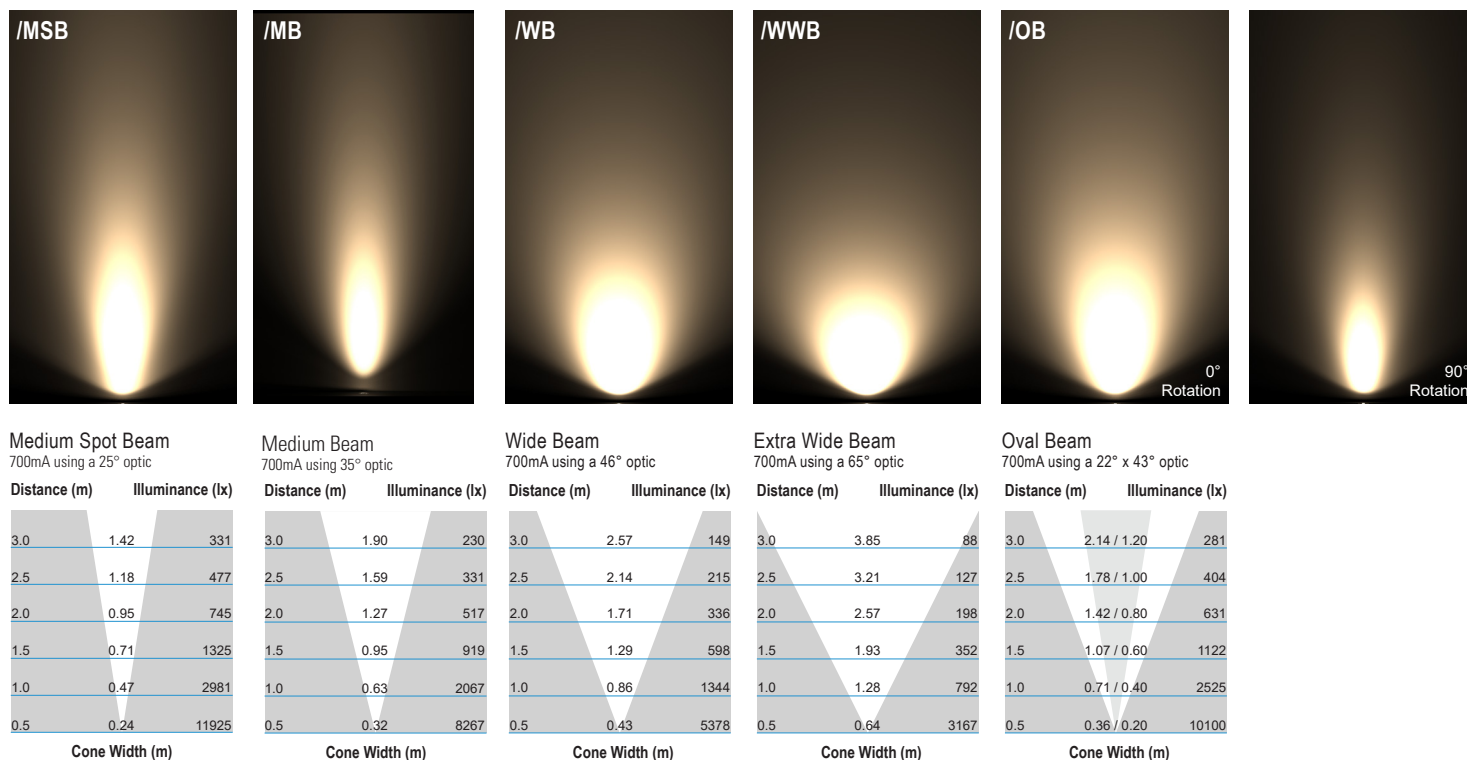 /MSB
/MB
/WB
/WWB
/OB
0°
Rotation
90°
Rotation
Medium Spot Beam
700mA using a 25° optic
Distance (m) Illuminance (lx)
3.0 1.42 331
2.5 1.18 477
2.0 0.95 745
1.5 0.71 1325
1.0 0.47 2981
0.5 0.24 11925
Cone Width (m)
Medium Beam
700mA using 35° optic
Distance (m) Illuminance (lx)
3.0 1.90 230
2.5 1.59 331
2.0 1.27 517
1.5 0.95 919
1.0 0.63 2067
0.5 0.32 8267
Cone Width (m)
Wide Beam
700mA using a 46° optic
Distance (m) Illuminance (lx)
3.0 2.57 149
2.5 2.14 215
2.0 1.71 336
1.5 1.29 598
1.0 0.86 1344
0.5 0.43 5378
Cone Width (m)
Extra Wide Beam
700mA using a 65° optic
Distance (m) Illuminance (lx)
3.0 3.85 88
2.5 3.21 127
2.0 2.57 198
1.5 1.93 352
1.0 1.28 792
0.5 0.64 3167
Cone Width (m)
Oval Beam
700mA using a 22° x 43° optic
Distance (m) Illuminance (lx)
3.0 2.14 / 1.20 281
2.5 1.78 / 1.00 404
2.0 1.42 / 0.80 631
1.5 1.07 / 0.60 1122
1.0 0.71 / 0.40 2525
0.5 0.36 / 0.20 10100
Cone Width (m)